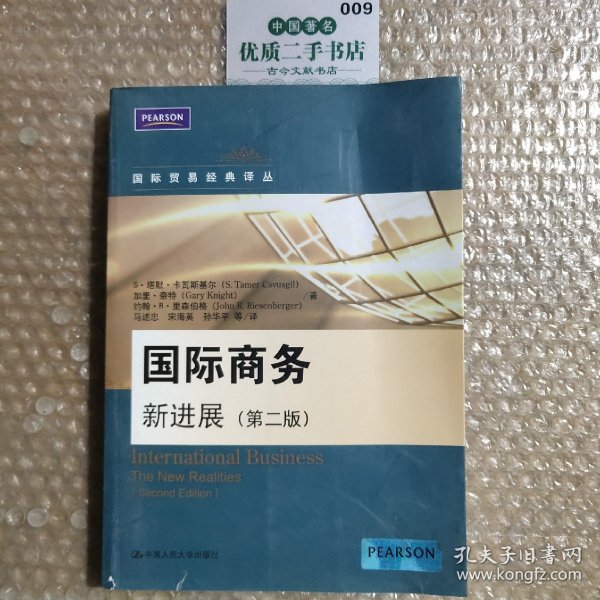 009
中国著名
优质二手书店
古今文献书店
PEARSON
国际贸易经典译丛
S·塔默·卡瓦斯基尔 (S. Tamer Cavusgil)
加里·奈特 (Gary Knight) / 著
约翰·R·里森伯格 (John R. Riesenberger)
马述忠 宋海英 孙华平 等/译
国际商务
新进展（第二版）
International Business
The New Realities
( Second Edition )
中国人民大学出版社
PEARSON
孔夫子旧书网
www.kongfz.com